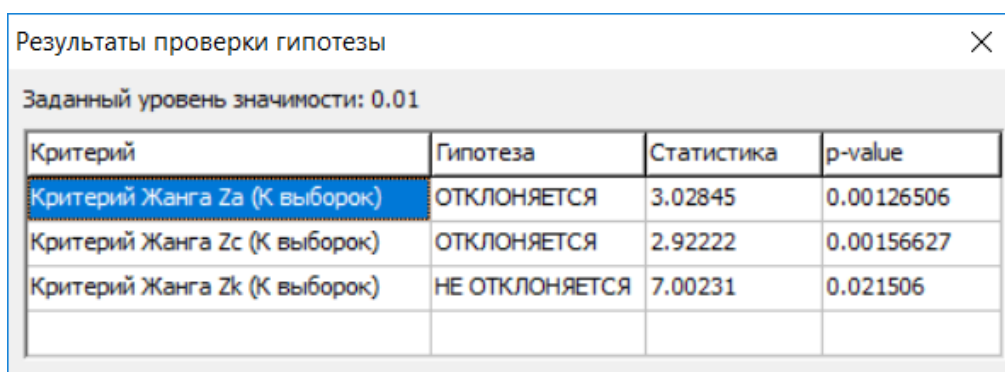 Результаты проверки гипотезы
Заданный уровень значимости: 0.01
Критерий Гипотеза Статистика p-value
Критерий Жанга Za (К выборок) ОТКЛОНЯЕТСЯ 3.02845 0.00126506
Критерий Жанга Zc (К выборок) ОТКЛОНЯЕТСЯ 2.92222 0.00156627
Критерий Жанга Zk (К выборок) НЕ ОТКЛОНЯЕТСЯ 7.00231 0.021506